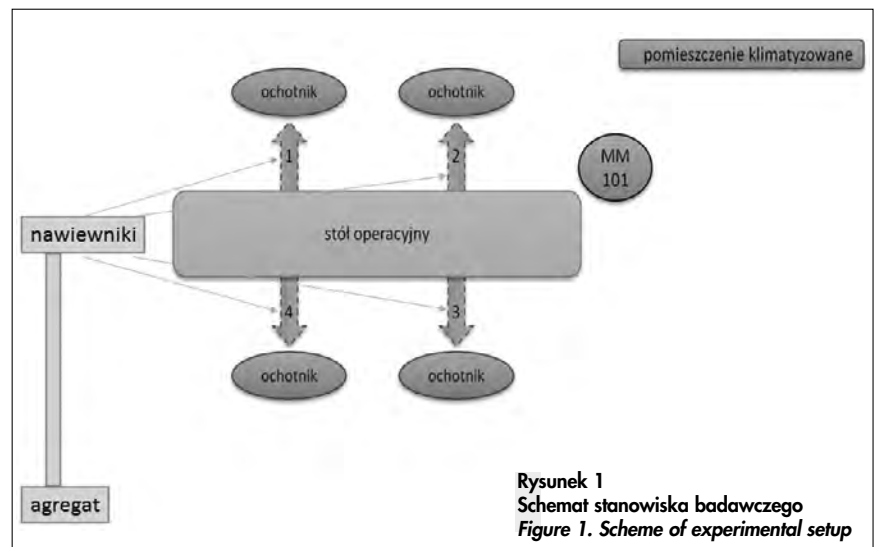 pomieszczenie klimatyzowane
ochotnik
ochotnik
1
2
MM
101
nawiewniki
stół operacyjny
4
3
ochotnik
ochotnik
agregat
Rysunek 1
Schemat stanowiska badawczego
Figure 1. Scheme of experimental setup